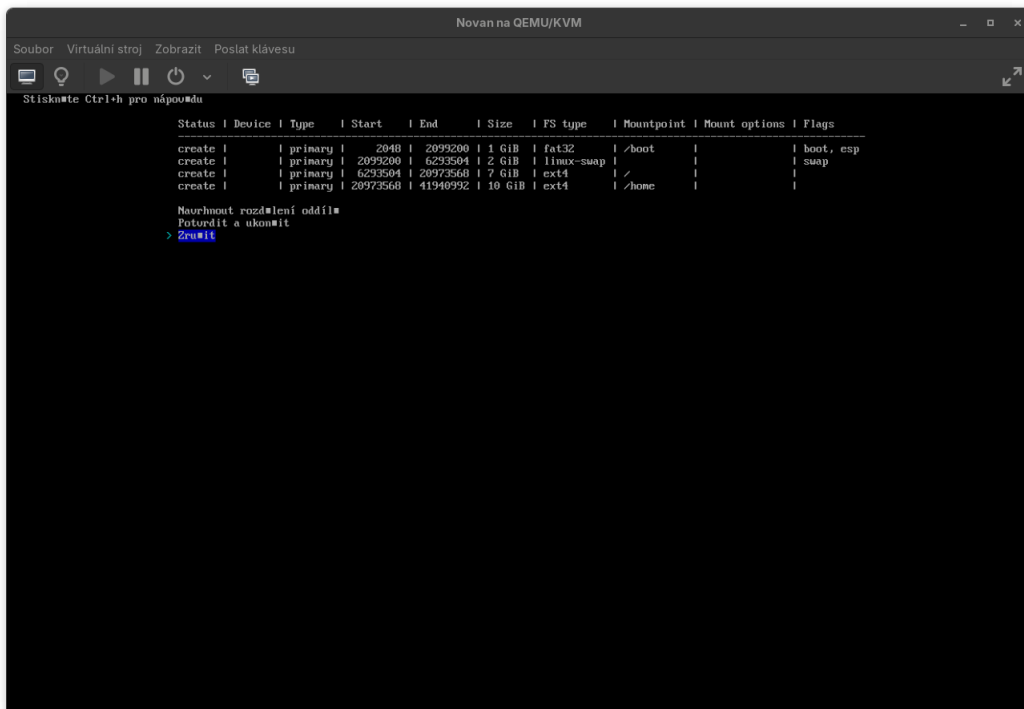 Novan na QEMU/KVM
Soubor Virtuální stroj Zobrazit Poslat klávesu
Stiskn■te Ctrl+h pro nápov■du
Status | Device | Type | Start | End | Size | FS type | Mountpoint | Mount options | Flags
create | | primary | 2048 | 2099200 | 1 GiB | fat32 | /boot | | boot, esp
create | | primary | 2099200 | 6293504 | 2 GiB | linux-swap | | | swap
create | | primary | 6293504 | 20973568 | 7 GiB | ext4 | / | |
create | | primary | 20973568 | 41940992 | 10 GiB | ext4 | /home | |
Navrhnout rozd■lení oddíl■
Potvrdit a ukon■it
> Zru■it